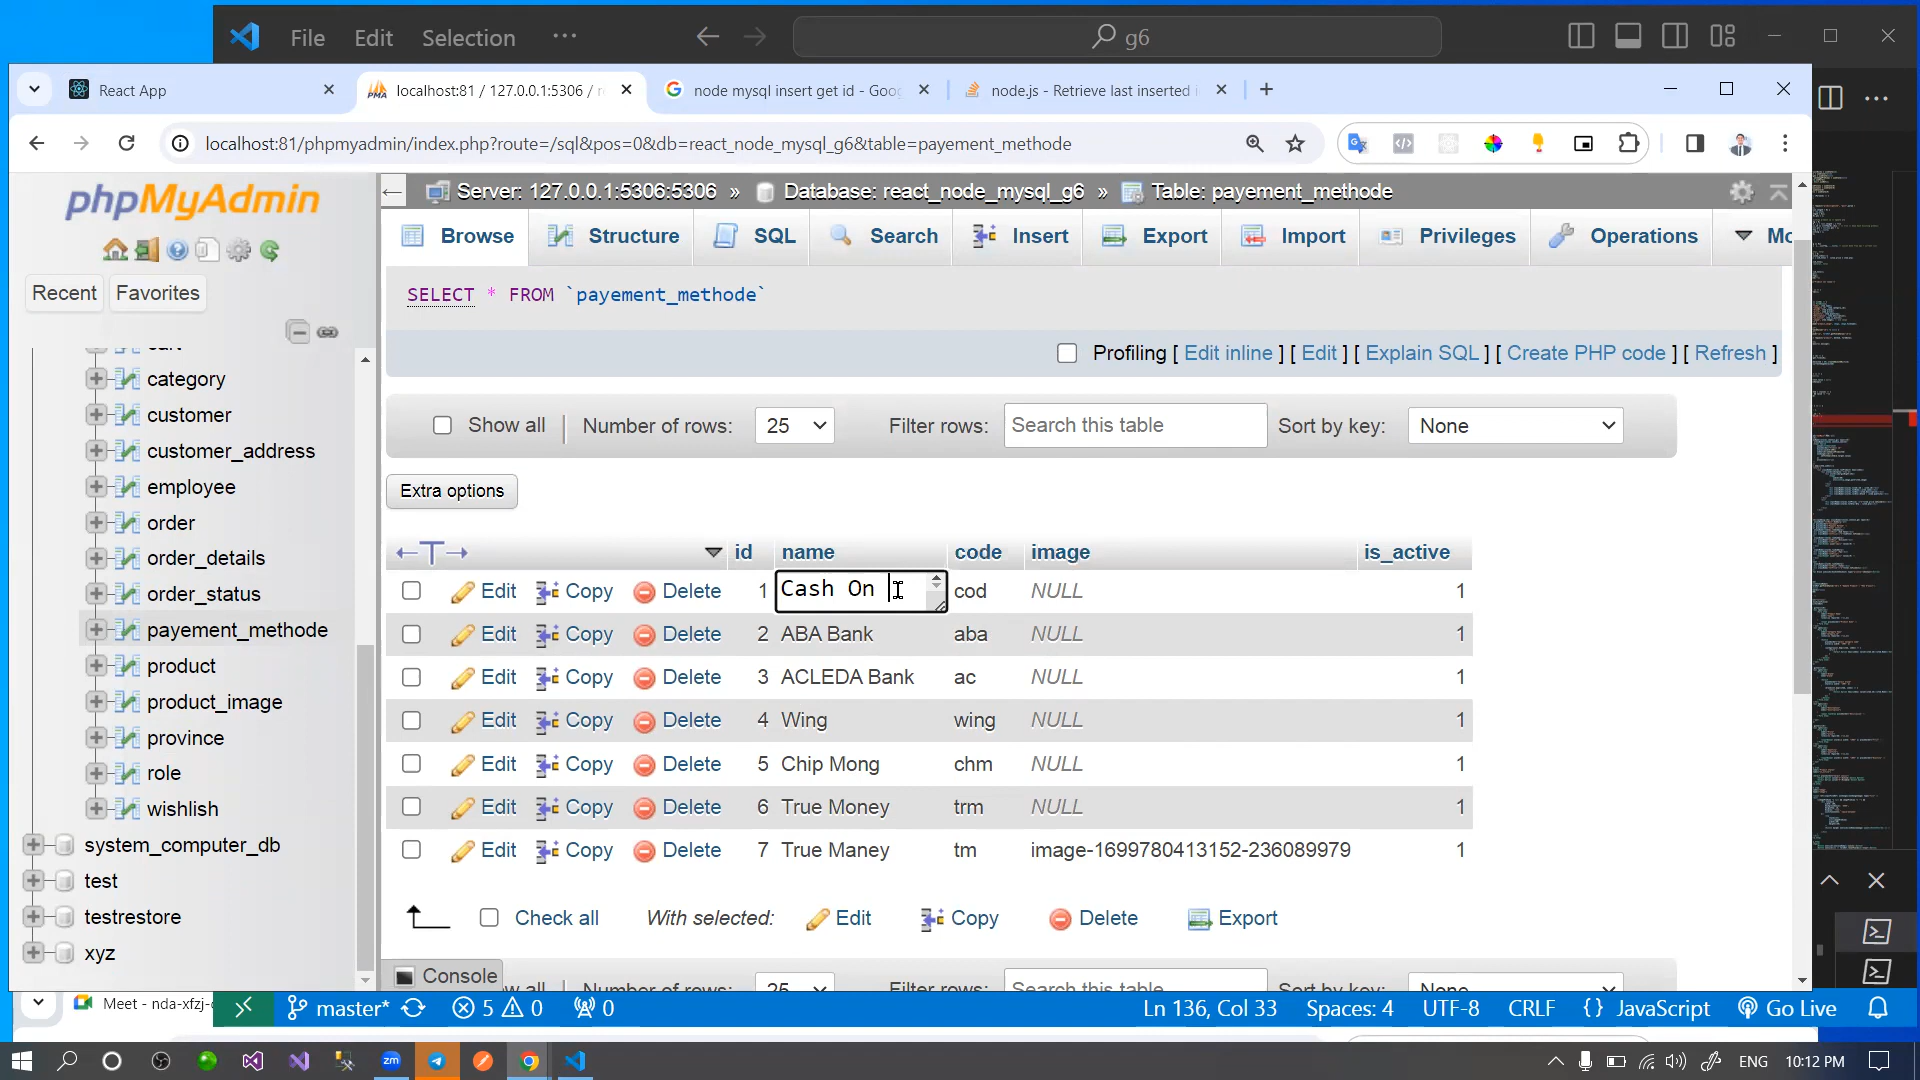 File Edit Selection ··· g6
React App
localhost:81 / 127.0.0.1:5306 / r
node mysql insert get id - Goo
node.js - Retrieve last inserted i
localhost:81/phpmyadmin/index.php?route=/sql&pos=0&db=react_node_mysql_g6&table=payement_methode
phpMyAdmin
Recent Favorites
category
customer
customer_address
employee
order
order_details
order_status
payement_methode
product
product_image
province
role
wishlish
system_computer_db
test
testrestore
xyz
Server: 127.0.0.1:5306:5306 » Database: react_node_mysql_g6 » Table: payement_methode
Browse Structure SQL Search Insert Export Import Privileges Operations Mo
SELECT * FROM `payement_methode`
Profiling [ Edit inline ] [ Edit ] [ Explain SQL ] [ Create PHP code ] [ Refresh ]
Show all Number of rows: 25 Filter rows: Search this table Sort by key: None
Extra options
id name code image is_active
Edit Copy Delete 1 Cash On cod NULL 1
Edit Copy Delete 2 ABA Bank aba NULL 1
Edit Copy Delete 3 ACLEDA Bank ac NULL 1
Edit Copy Delete 4 Wing wing NULL 1
Edit Copy Delete 5 Chip Mong chm NULL 1
Edit Copy Delete 6 True Money trm NULL 1
Edit Copy Delete 7 True Maney tm image-1699780413152-236089979 1
Check all With selected: Edit Copy Delete Export
Console
Meet - nda-xfzj-
master* 5 0 0 Ln 136, Col 33 Spaces: 4 UTF-8 CRLF {} JavaScript Go Live
zm ENG 10:12 PM